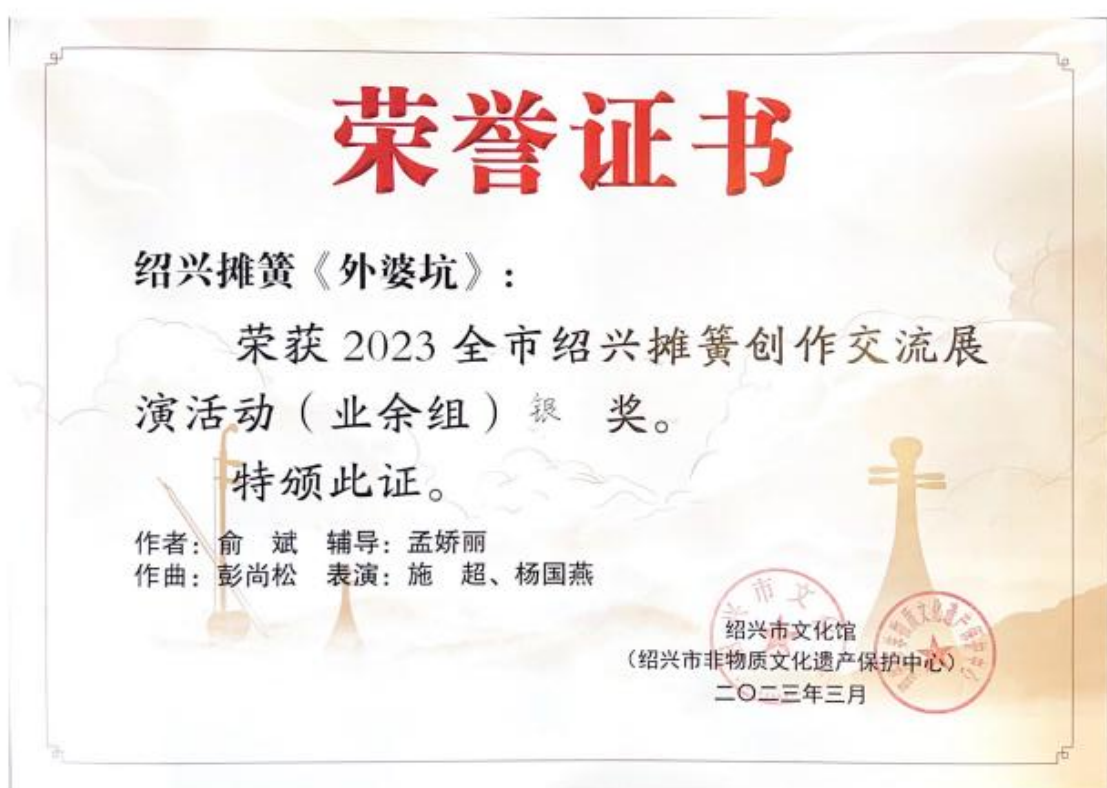 荣誉证书
绍兴摊簧《外婆坑》:
荣获 2023 全市绍兴摊簧创作交流展
演活动(业余组) 银 奖。
特颁此证。
作者: 俞 斌 辅导: 孟娇丽
作曲: 彭尚松 表演: 施 超、杨国燕
绍兴市文化馆
(绍兴市非物质文化遗产保护中心)
二〇二三年三月